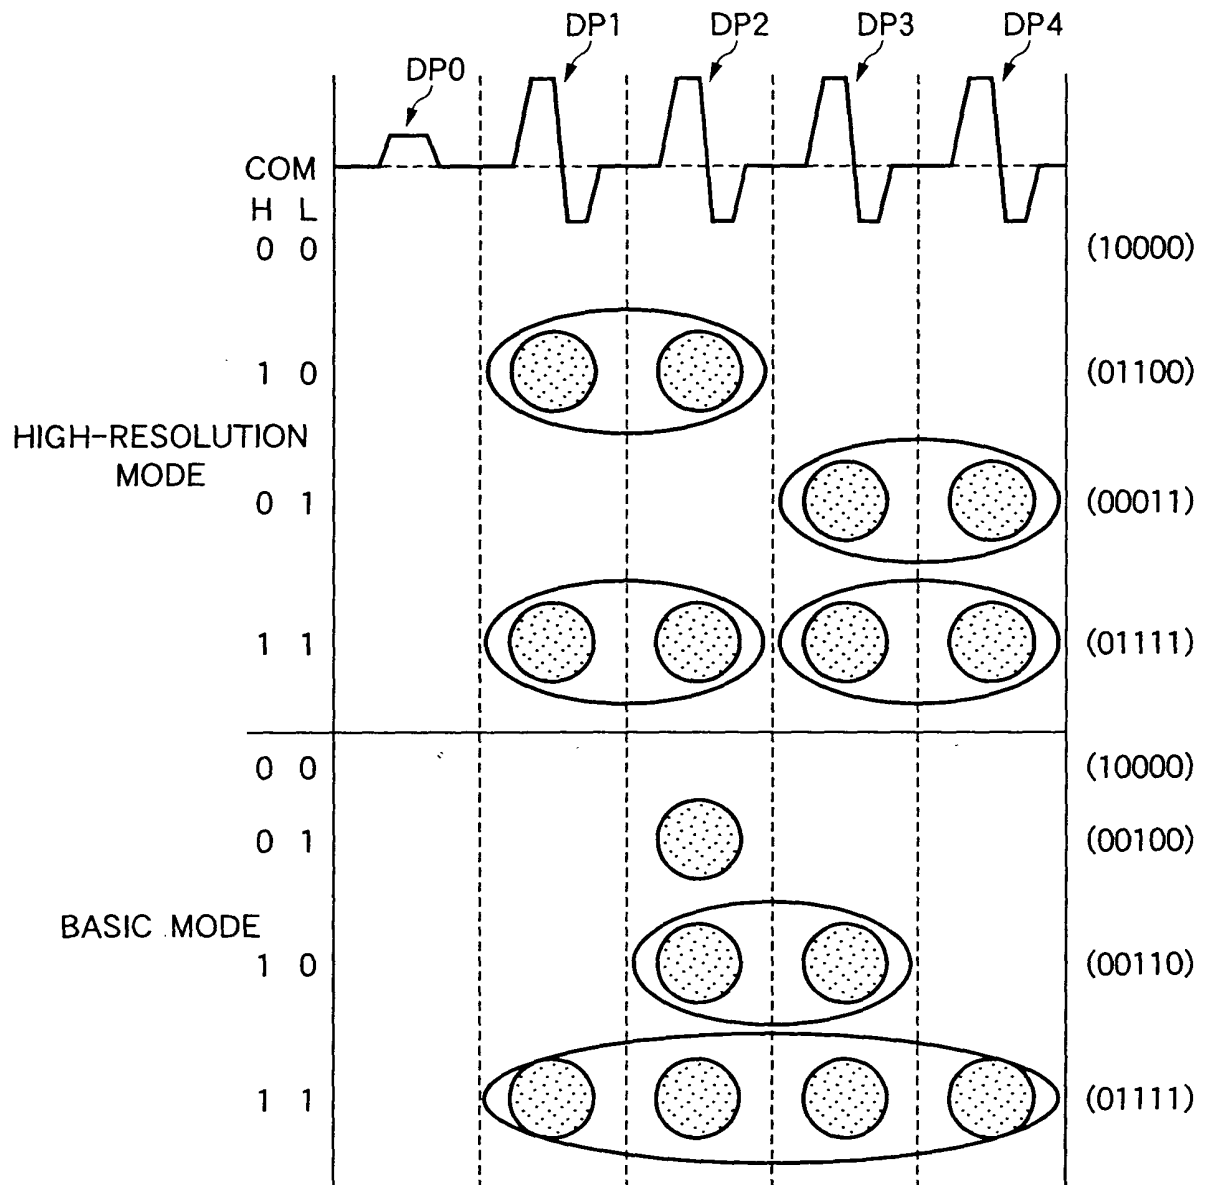 DP0 DP1 DP2 DP3 DP4
COM
H L
0 0 (10000)
1 0 (01100)
HIGH-RESOLUTION
MODE
0 1 (00011)
1 1 (01111)
0 0 (10000)
0 1 (00100)
BASIC MODE
1 0 (00110)
1 1 (01111)